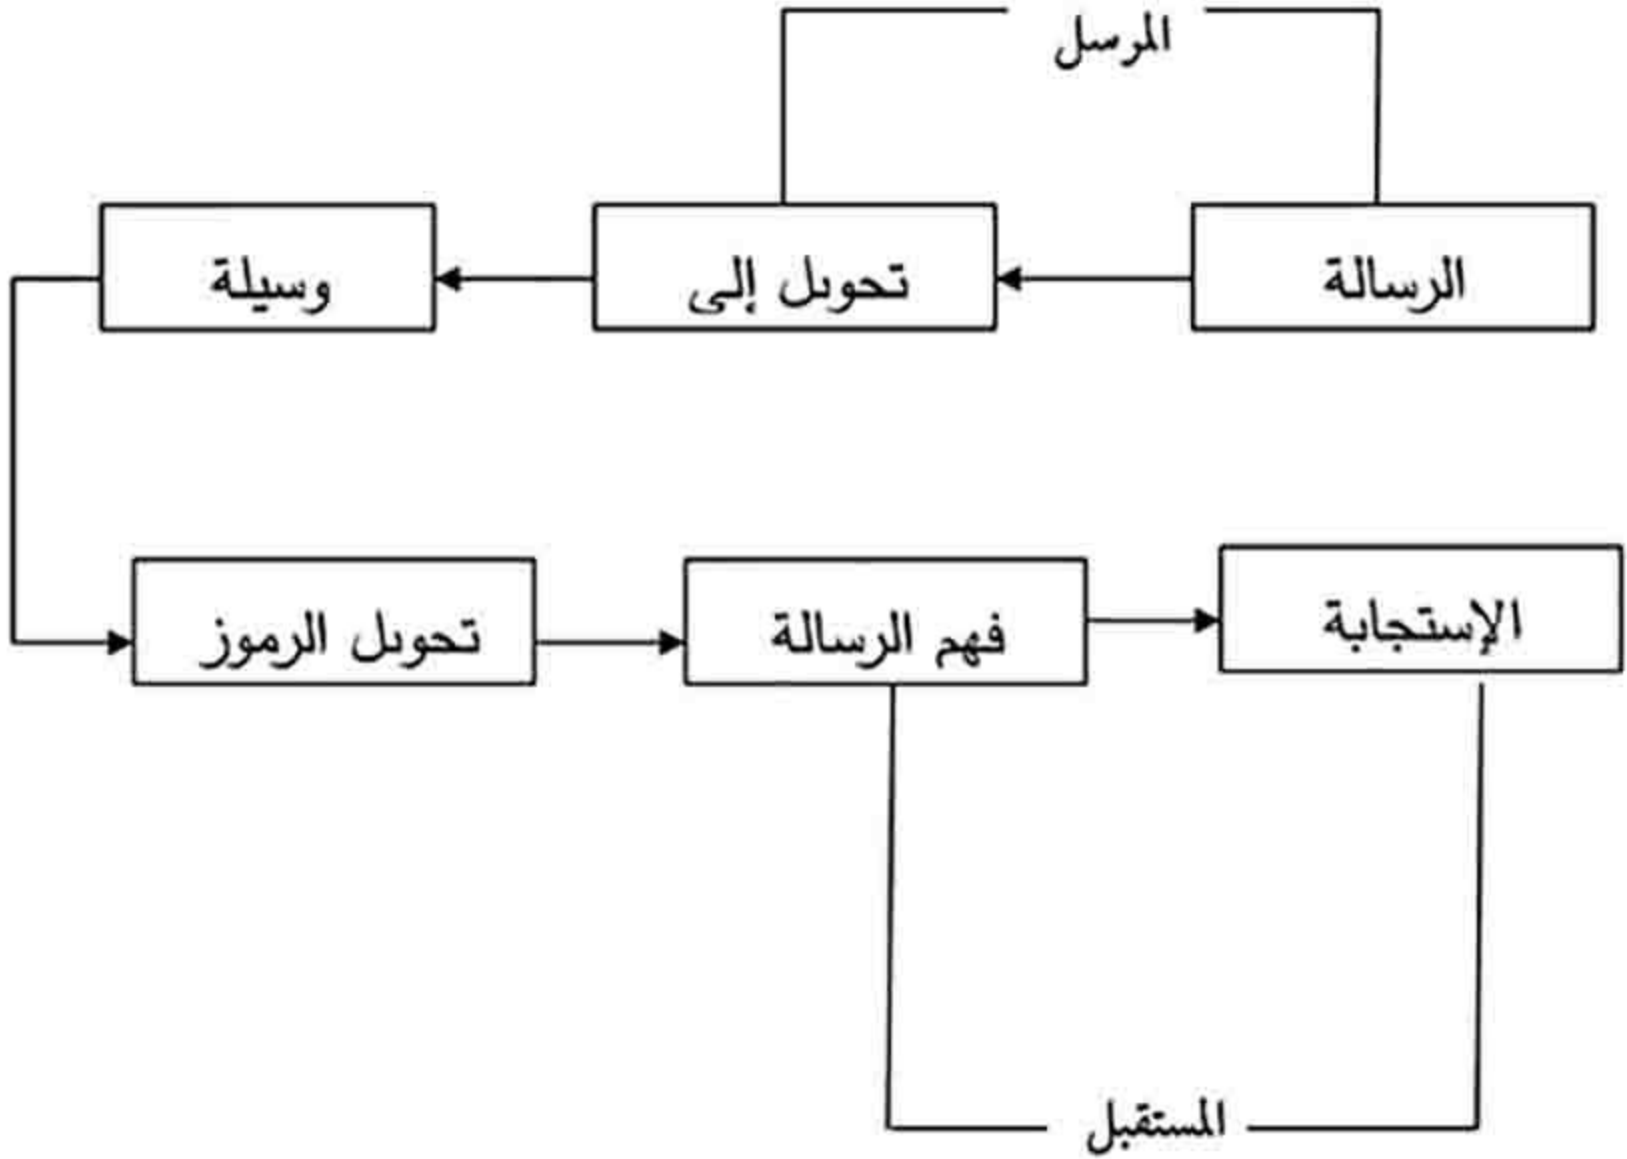 المرسل
الرسالة
تحويل إلى
وسيلة
تحويل الرموز
فهم الرسالة
الإستجابة
المستقبل